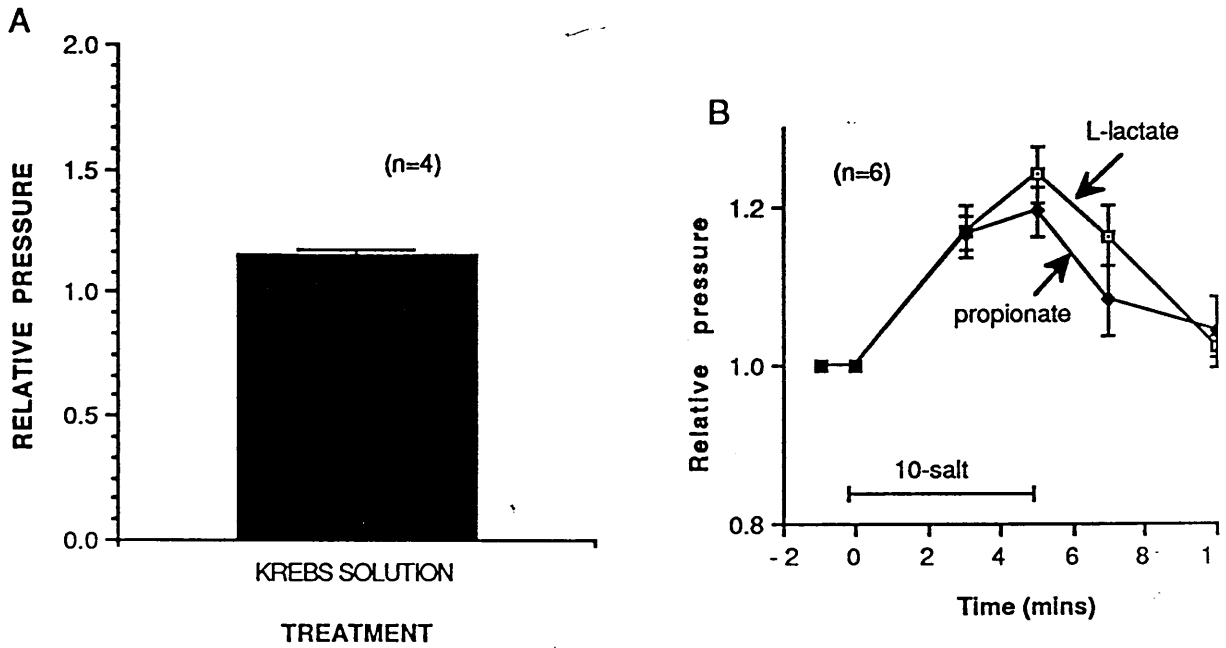 A
RELATIVE PRESSURE
2.0
1.5
1.0
0.5
0.0
(n=4)
KREBS SOLUTION
TREATMENT
B
Relative pressure
1.2
1.0
0.8
(n=6)
L-lactate
propionate
10-salt
-2 0 2 4 6 8 1
Time (mins)